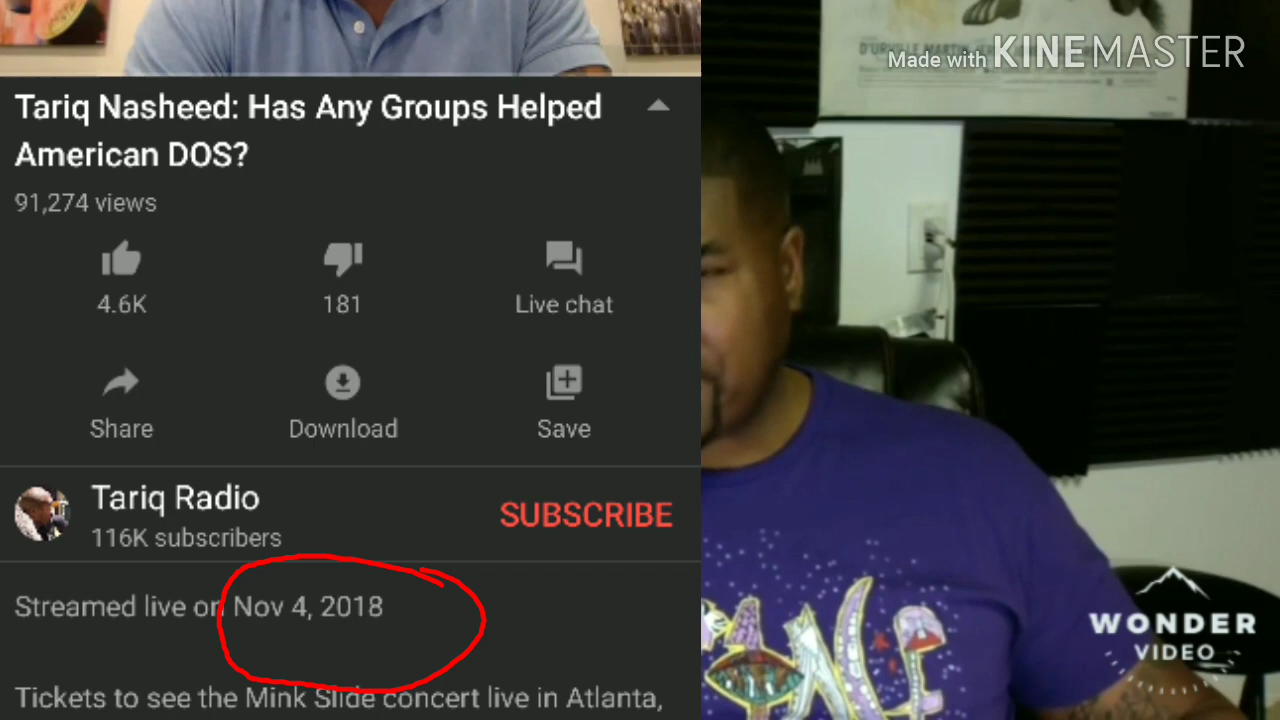 Tariq Nasheed: Has Any Groups Helped
American DOS?
91,274 views
4.6K
181
Live chat
Share
Download
Save
Tariq Radio
116K subscribers
SUBSCRIBE
Streamed live on Nov 4, 2018
Tickets to see the Mink Slide concert live in Atlanta,
Made with KINEMASTER
WONDER
VIDEO